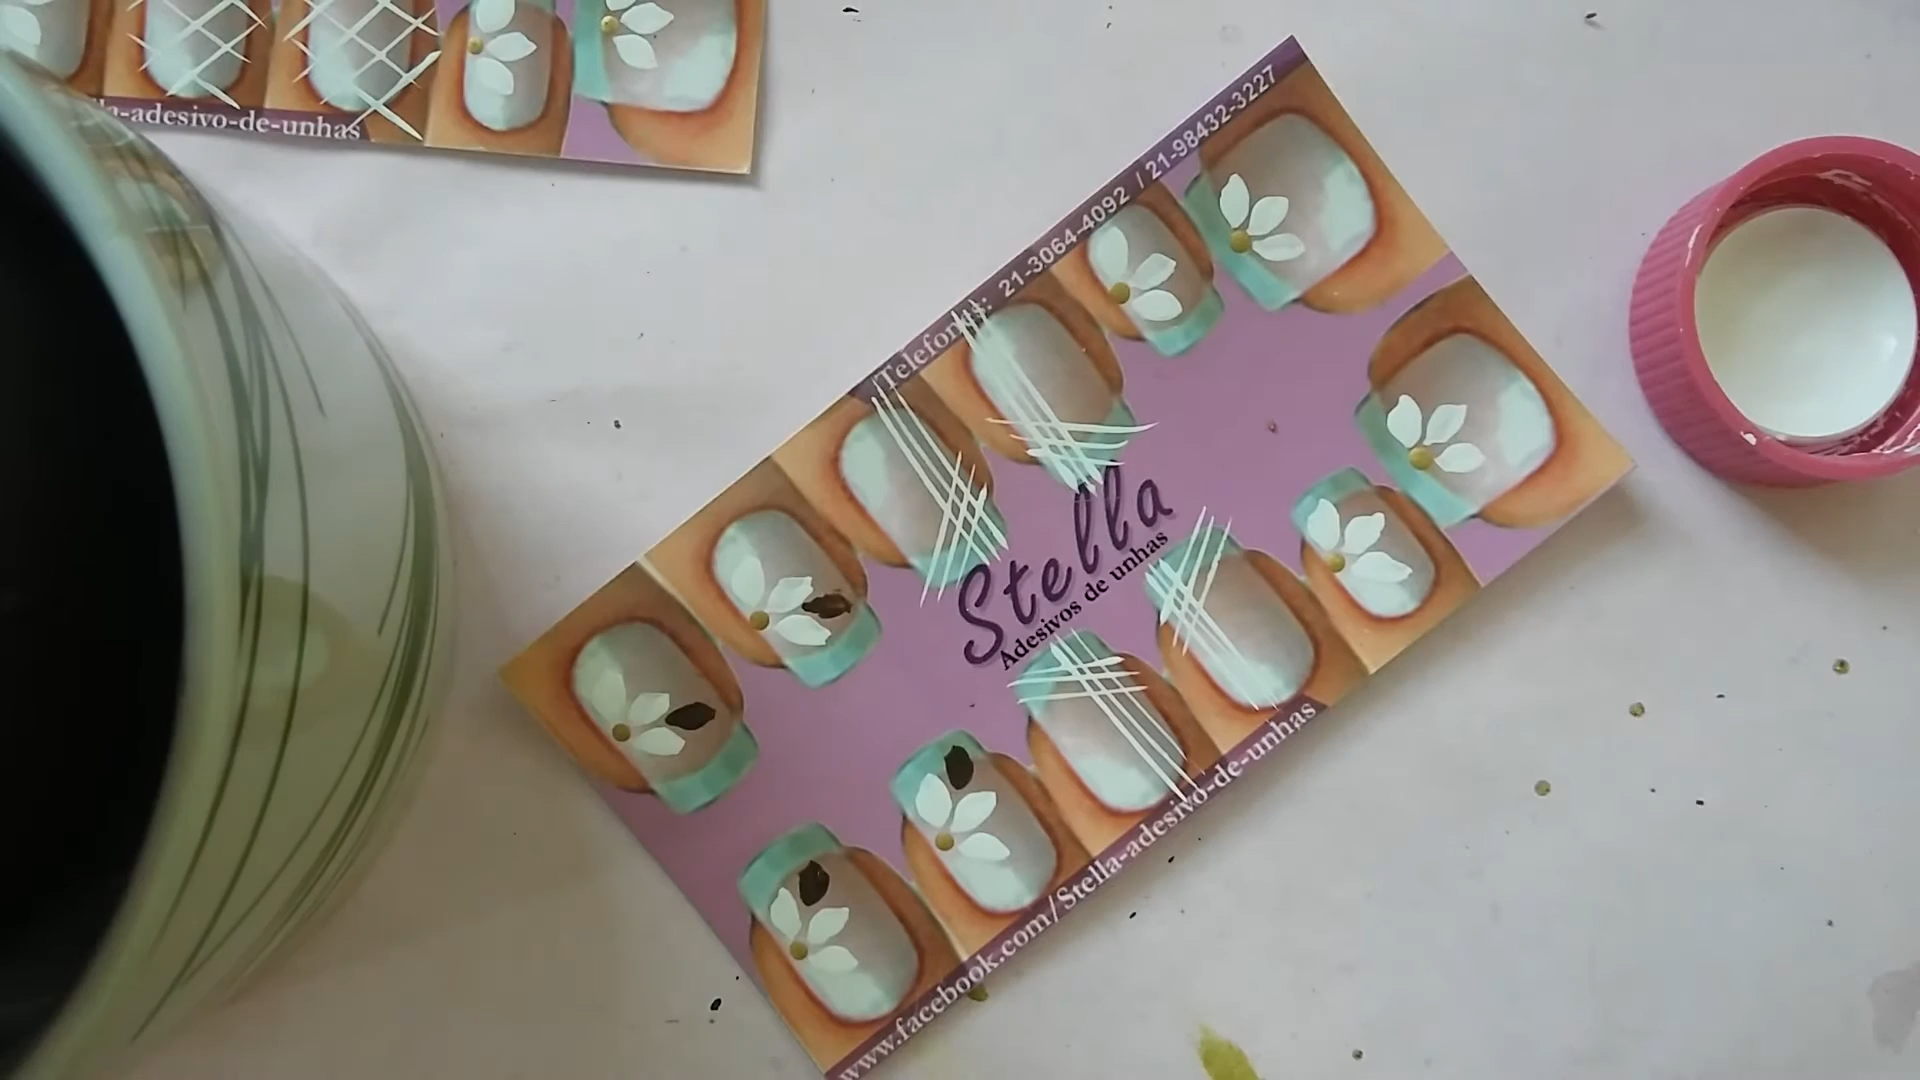 -adesivo-de-unhas
Telefones: 21-3064-4092 / 21-98432-3227
Stella
Adesivos de unhas
www.facebook.com/Stella-adesivo-de-unhas